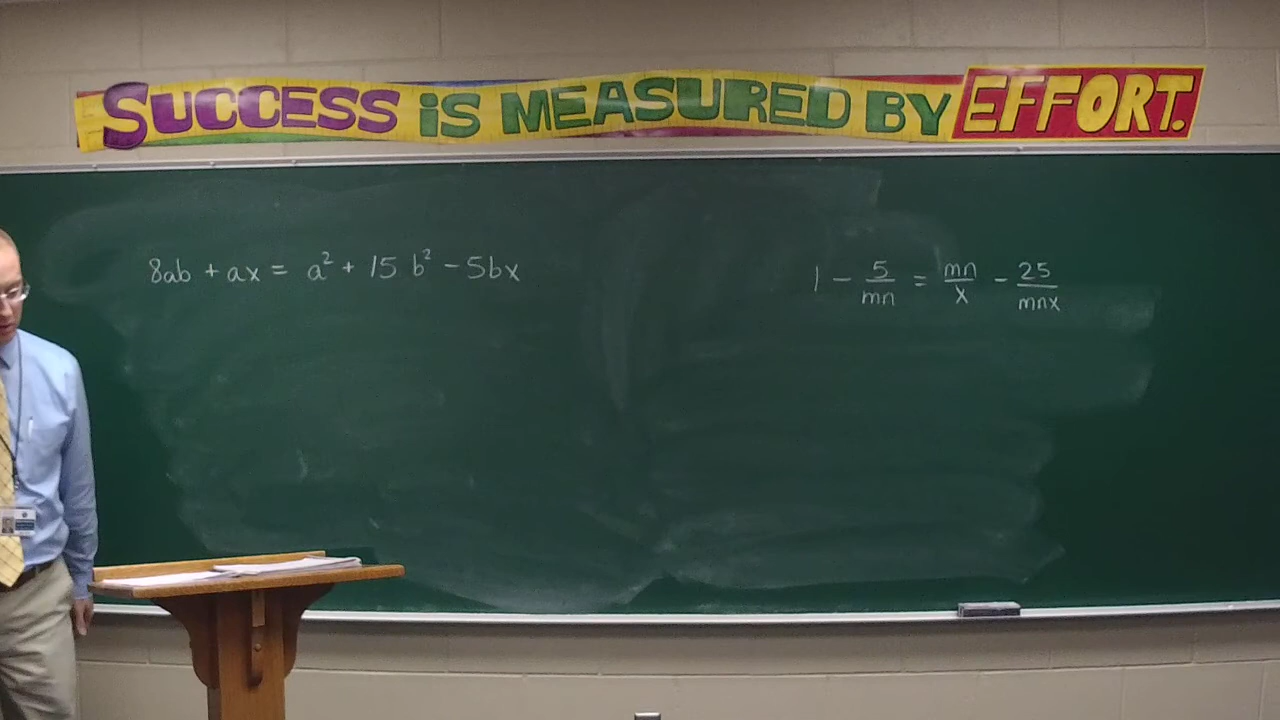 SUCCESS iS MEASURED BY EFFORT.
8ab + ax = a² + 15 b² - 5bx
1 - 5/mn = mn/x - 25/mnx